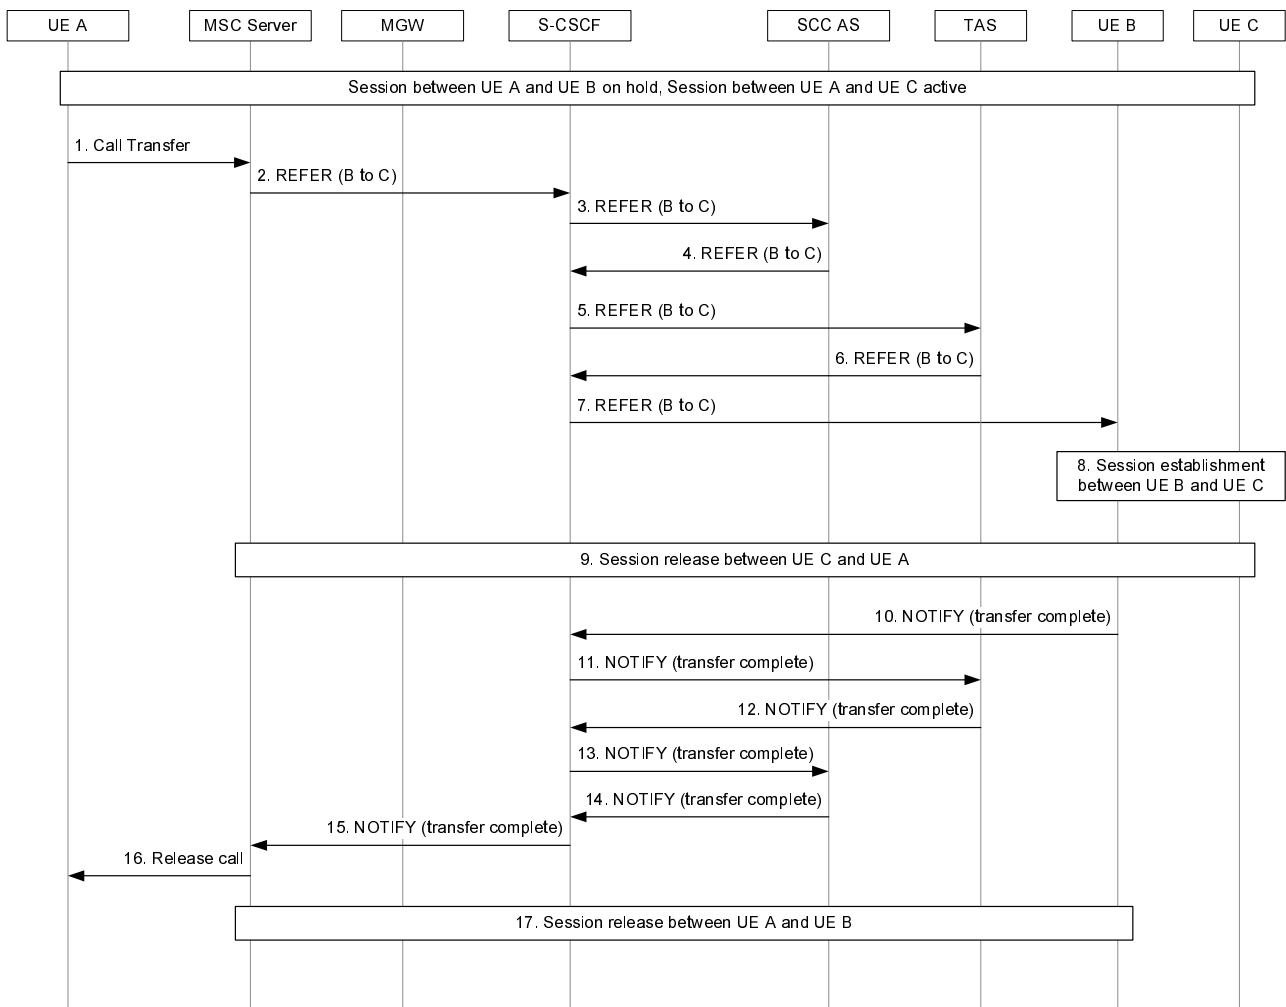 UE A
MSC Server
MGW
S-CSCF
SCC AS
TAS
UE B
UE C
Session between UE A and UE B on hold, Session between UE A and UE C active
1. Call Transfer
2. REFER (B to C)
3. REFER (B to C)
4. REFER (B to C)
5. REFER (B to C)
6. REFER (B to C)
7. REFER (B to C)
8. Session establishment
between UE B and UE C
9. Session release between UE C and UE A
10. NOTIFY (transfer complete)
11. NOTIFY (transfer complete)
12. NOTIFY (transfer complete)
13. NOTIFY (transfer complete)
14. NOTIFY (transfer complete)
15. NOTIFY (transfer complete)
16. Release call
17. Session release between UE A and UE B